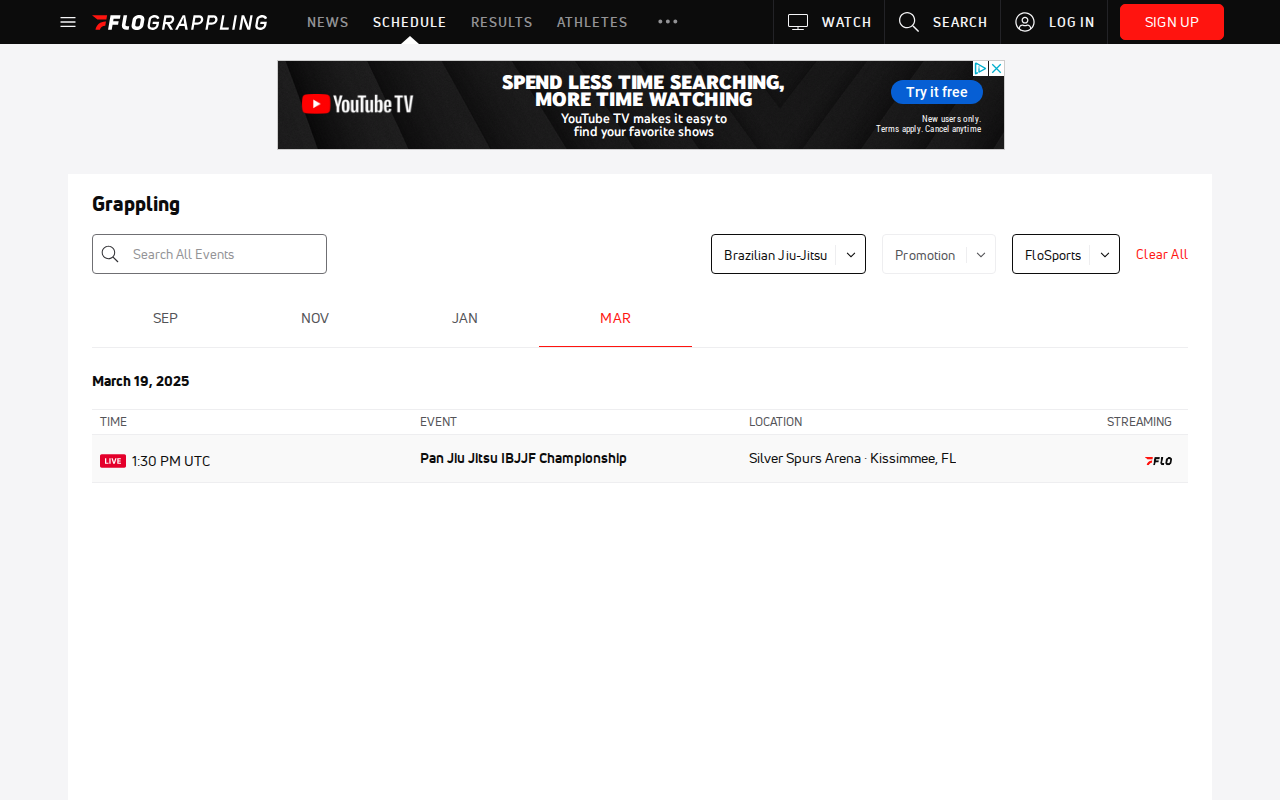 FLOGRAPPLING NEWS SCHEDULE RESULTS ATHLETES ••• WATCH SEARCH LOG IN SIGN UP
YouTube TV
SPEND LESS TIME SEARCHING,
MORE TIME WATCHING
YouTube TV makes it easy to
find your favorite shows
Try it free
New users only.
Terms apply. Cancel anytime
Grappling
Search All Events Brazilian Jiu-Jitsu Promotion FloSports Clear All
SEP NOV JAN MAR
March 19, 2025
TIME EVENT LOCATION STREAMING
LIVE 1:30 PM UTC Pan Jiu Jitsu IBJJF Championship Silver Spurs Arena · Kissimmee, FL FLO